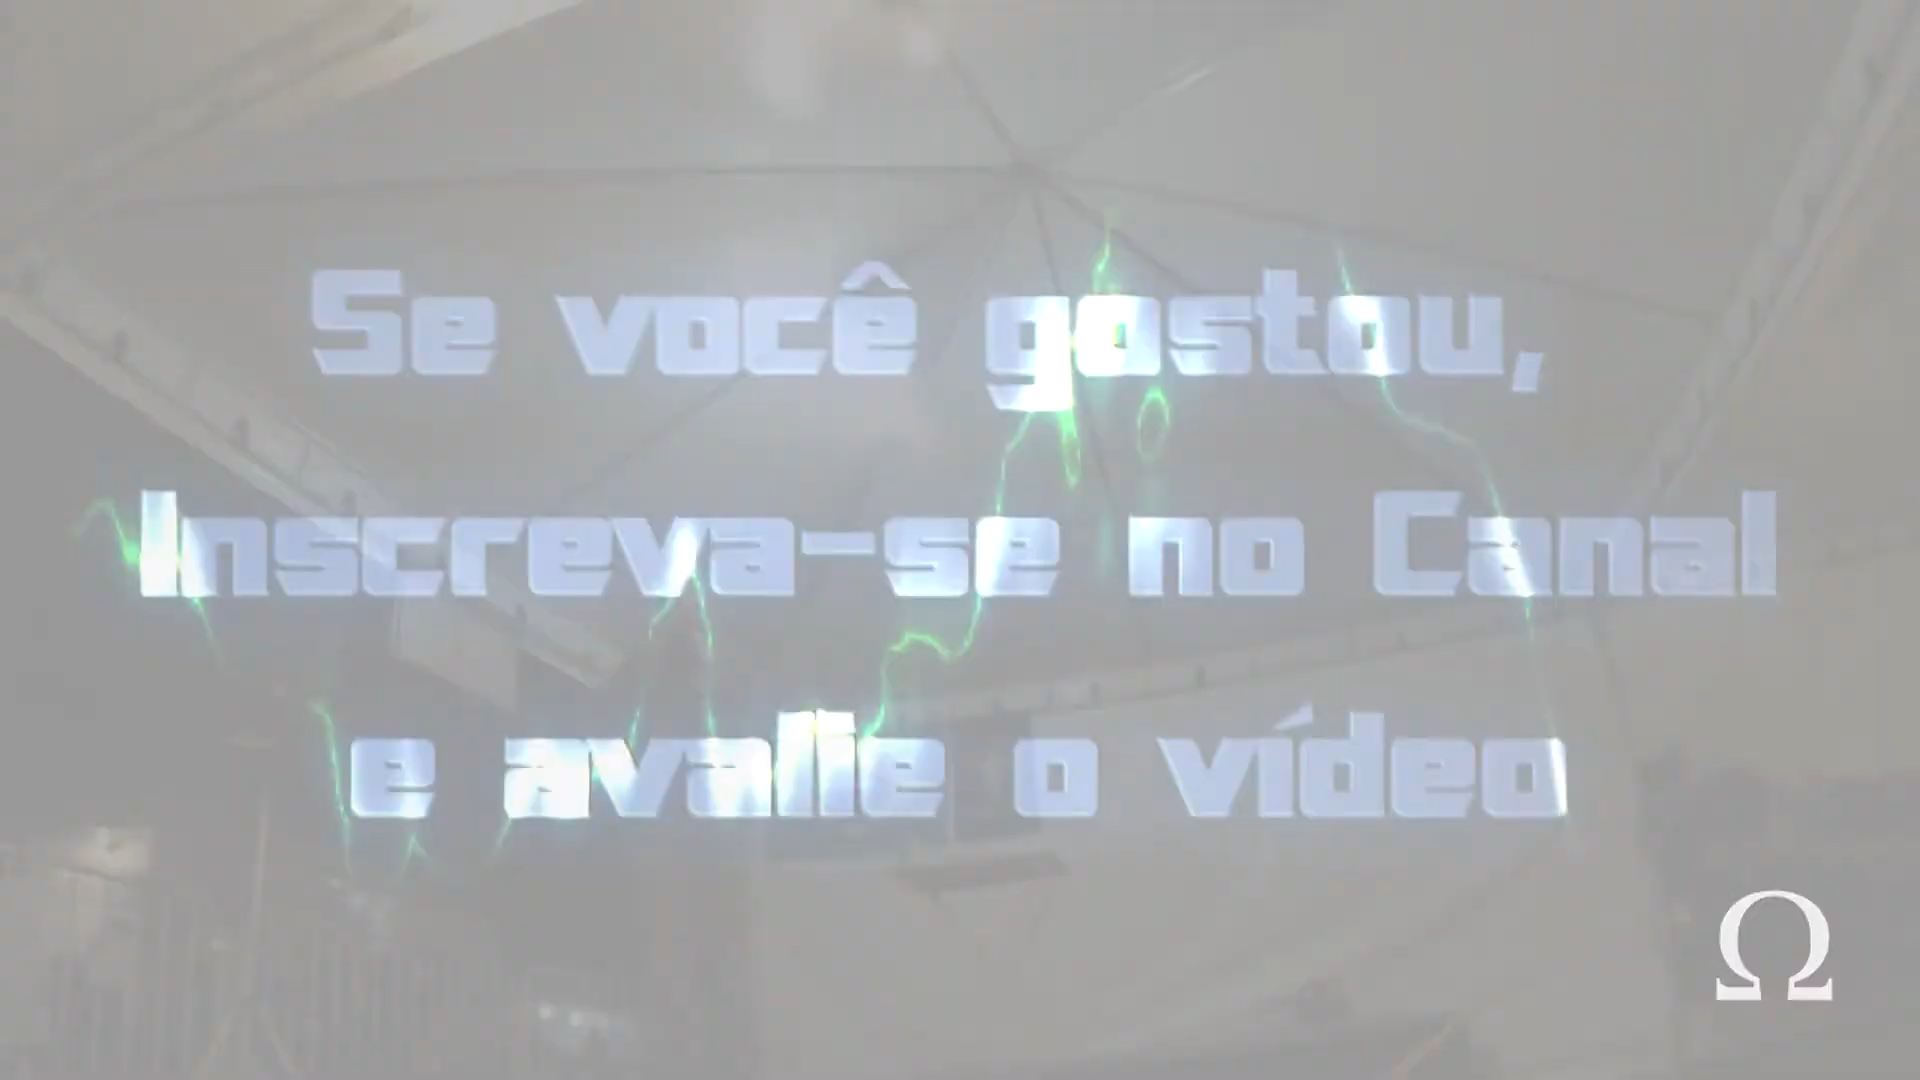 Se você gostou,
Inscreva-se no Canal
e avalie o vídeo
Ω